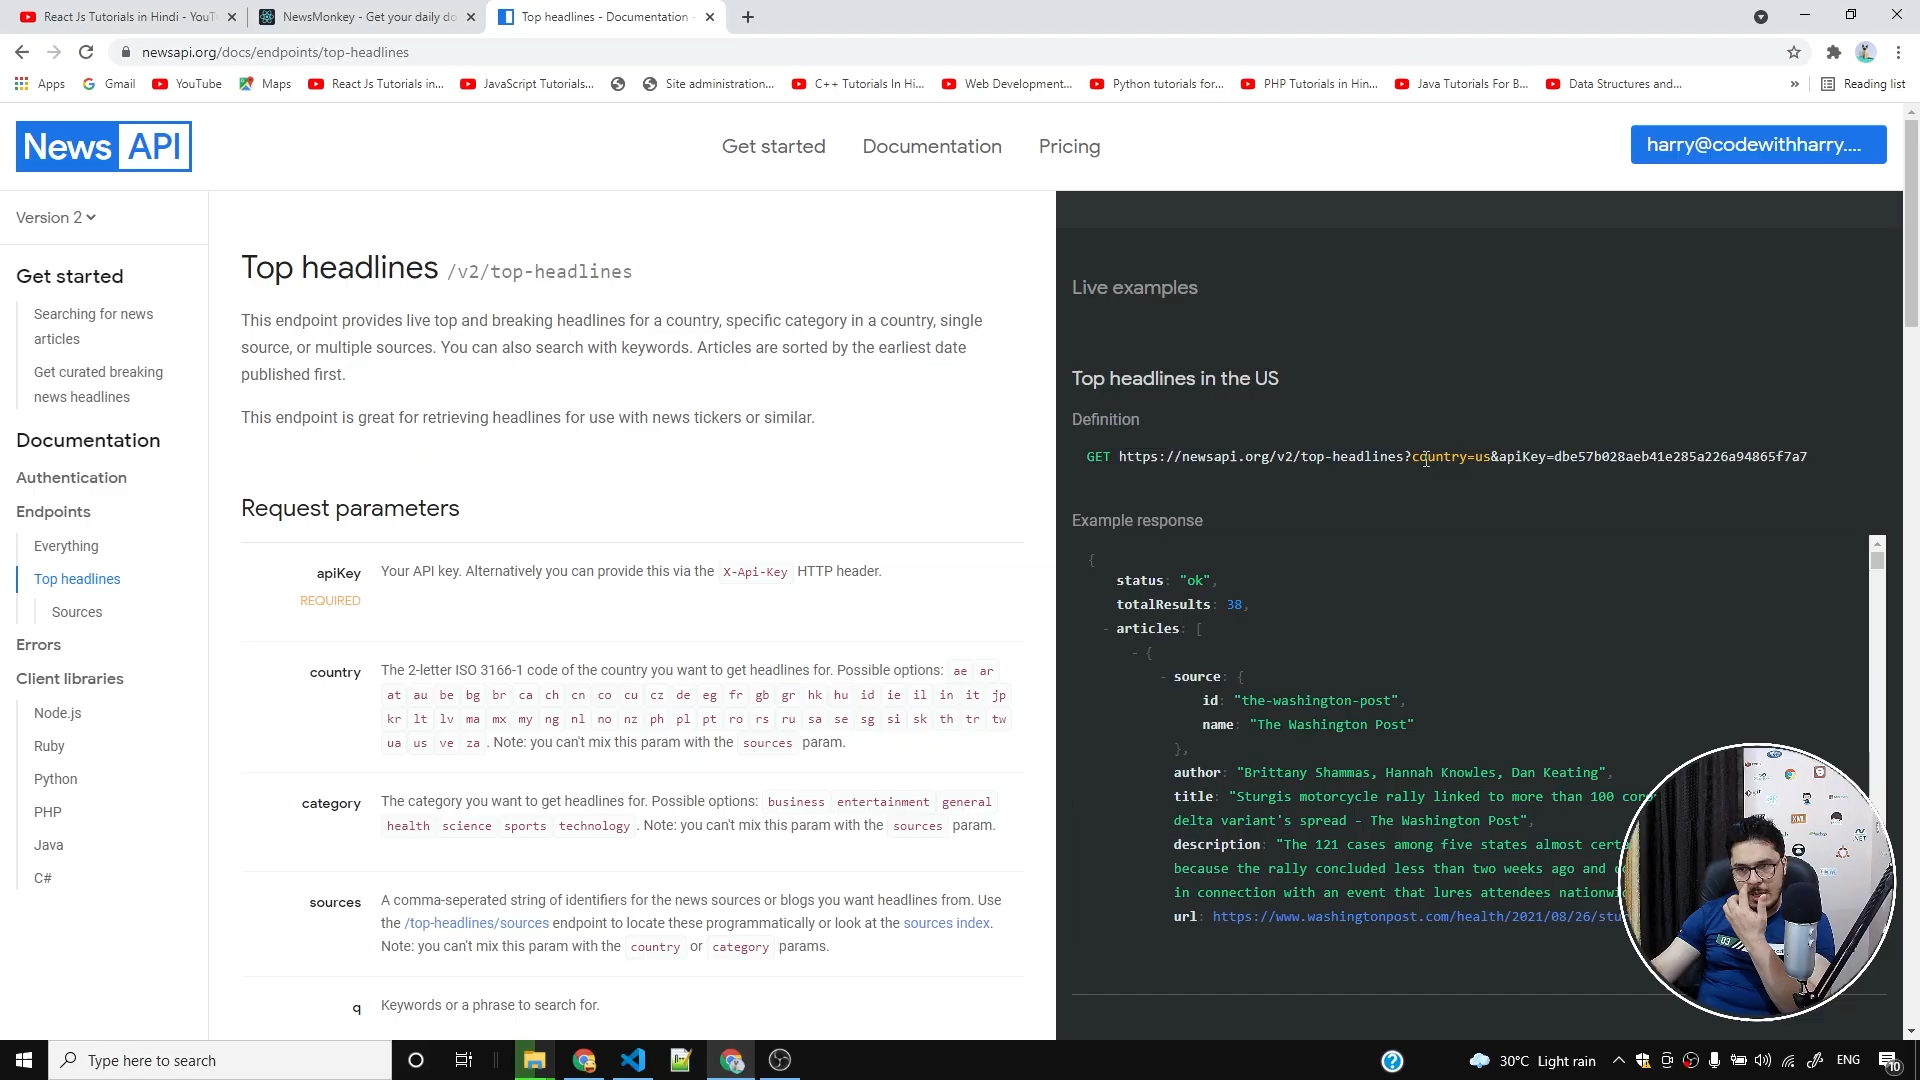 React Js Tutorials in Hindi - YouT
NewsMonkey - Get your daily do
Top headlines - Documentation -
newsapi.org/docs/endpoints/top-headlines
Apps
Gmail
YouTube
Maps
React Js Tutorials in...
JavaScript Tutorials...
Site administration...
C++ Tutorials In Hi...
Web Development...
Python tutorials for...
PHP Tutorials in Hin...
Java Tutorials For B...
Data Structures and...
»
Reading list
News API
Get started
Documentation
Pricing
harry@codewithharry....
Version 2
Get started
Searching for news
articles
Get curated breaking
news headlines
Documentation
Authentication
Endpoints
Everything
Top headlines
Sources
Errors
Client libraries
Node.js
Ruby
Python
PHP
Java
C#
Top headlines /v2/top-headlines
This endpoint provides live top and breaking headlines for a country, specific category in a country, single
source, or multiple sources. You can also search with keywords. Articles are sorted by the earliest date
published first.
This endpoint is great for retrieving headlines for use with news tickers or similar.
Request parameters
apiKey
REQUIRED
Your API key. Alternatively you can provide this via the X-Api-Key HTTP header.
country
The 2-letter ISO 3166-1 code of the country you want to get headlines for. Possible options: ae ar
at au be bg br ca ch cn co cu cz de eg fr gb gr hk hu id ie il in it jp
kr lt lv ma mx my ng nl no nz ph pl pt ro rs ru sa se sg si sk th tr tw
ua us ve za . Note: you can't mix this param with the sources param.
category
The category you want to get headlines for. Possible options: business entertainment general
health science sports technology . Note: you can't mix this param with the sources param.
sources
A comma-seperated string of identifiers for the news sources or blogs you want headlines from. Use
the /top-headlines/sources endpoint to locate these programmatically or look at the sources index.
Note: you can't mix this param with the country or category params.
q
Keywords or a phrase to search for.
Live examples
Top headlines in the US
Definition
GET https://newsapi.org/v2/top-headlines?country=us&apiKey=dbe57b028aeb41e285a226a94865f7a7
Example response
{
status: "ok",
totalResults: 38,
- articles: [
- {
- source: {
id: "the-washington-post",
name: "The Washington Post"
},
author: "Brittany Shammas, Hannah Knowles, Dan Keating",
title: "Sturgis motorcycle rally linked to more than 100 coro
delta variant's spread - The Washington Post",
description: "The 121 cases among five states almost cert
because the rally concluded less than two weeks ago and
in connection with an event that lures attendees nationwi
url: https://www.washingtonpost.com/health/2021/08/26/stu
Type here to search
30°C Light rain
ENG
10